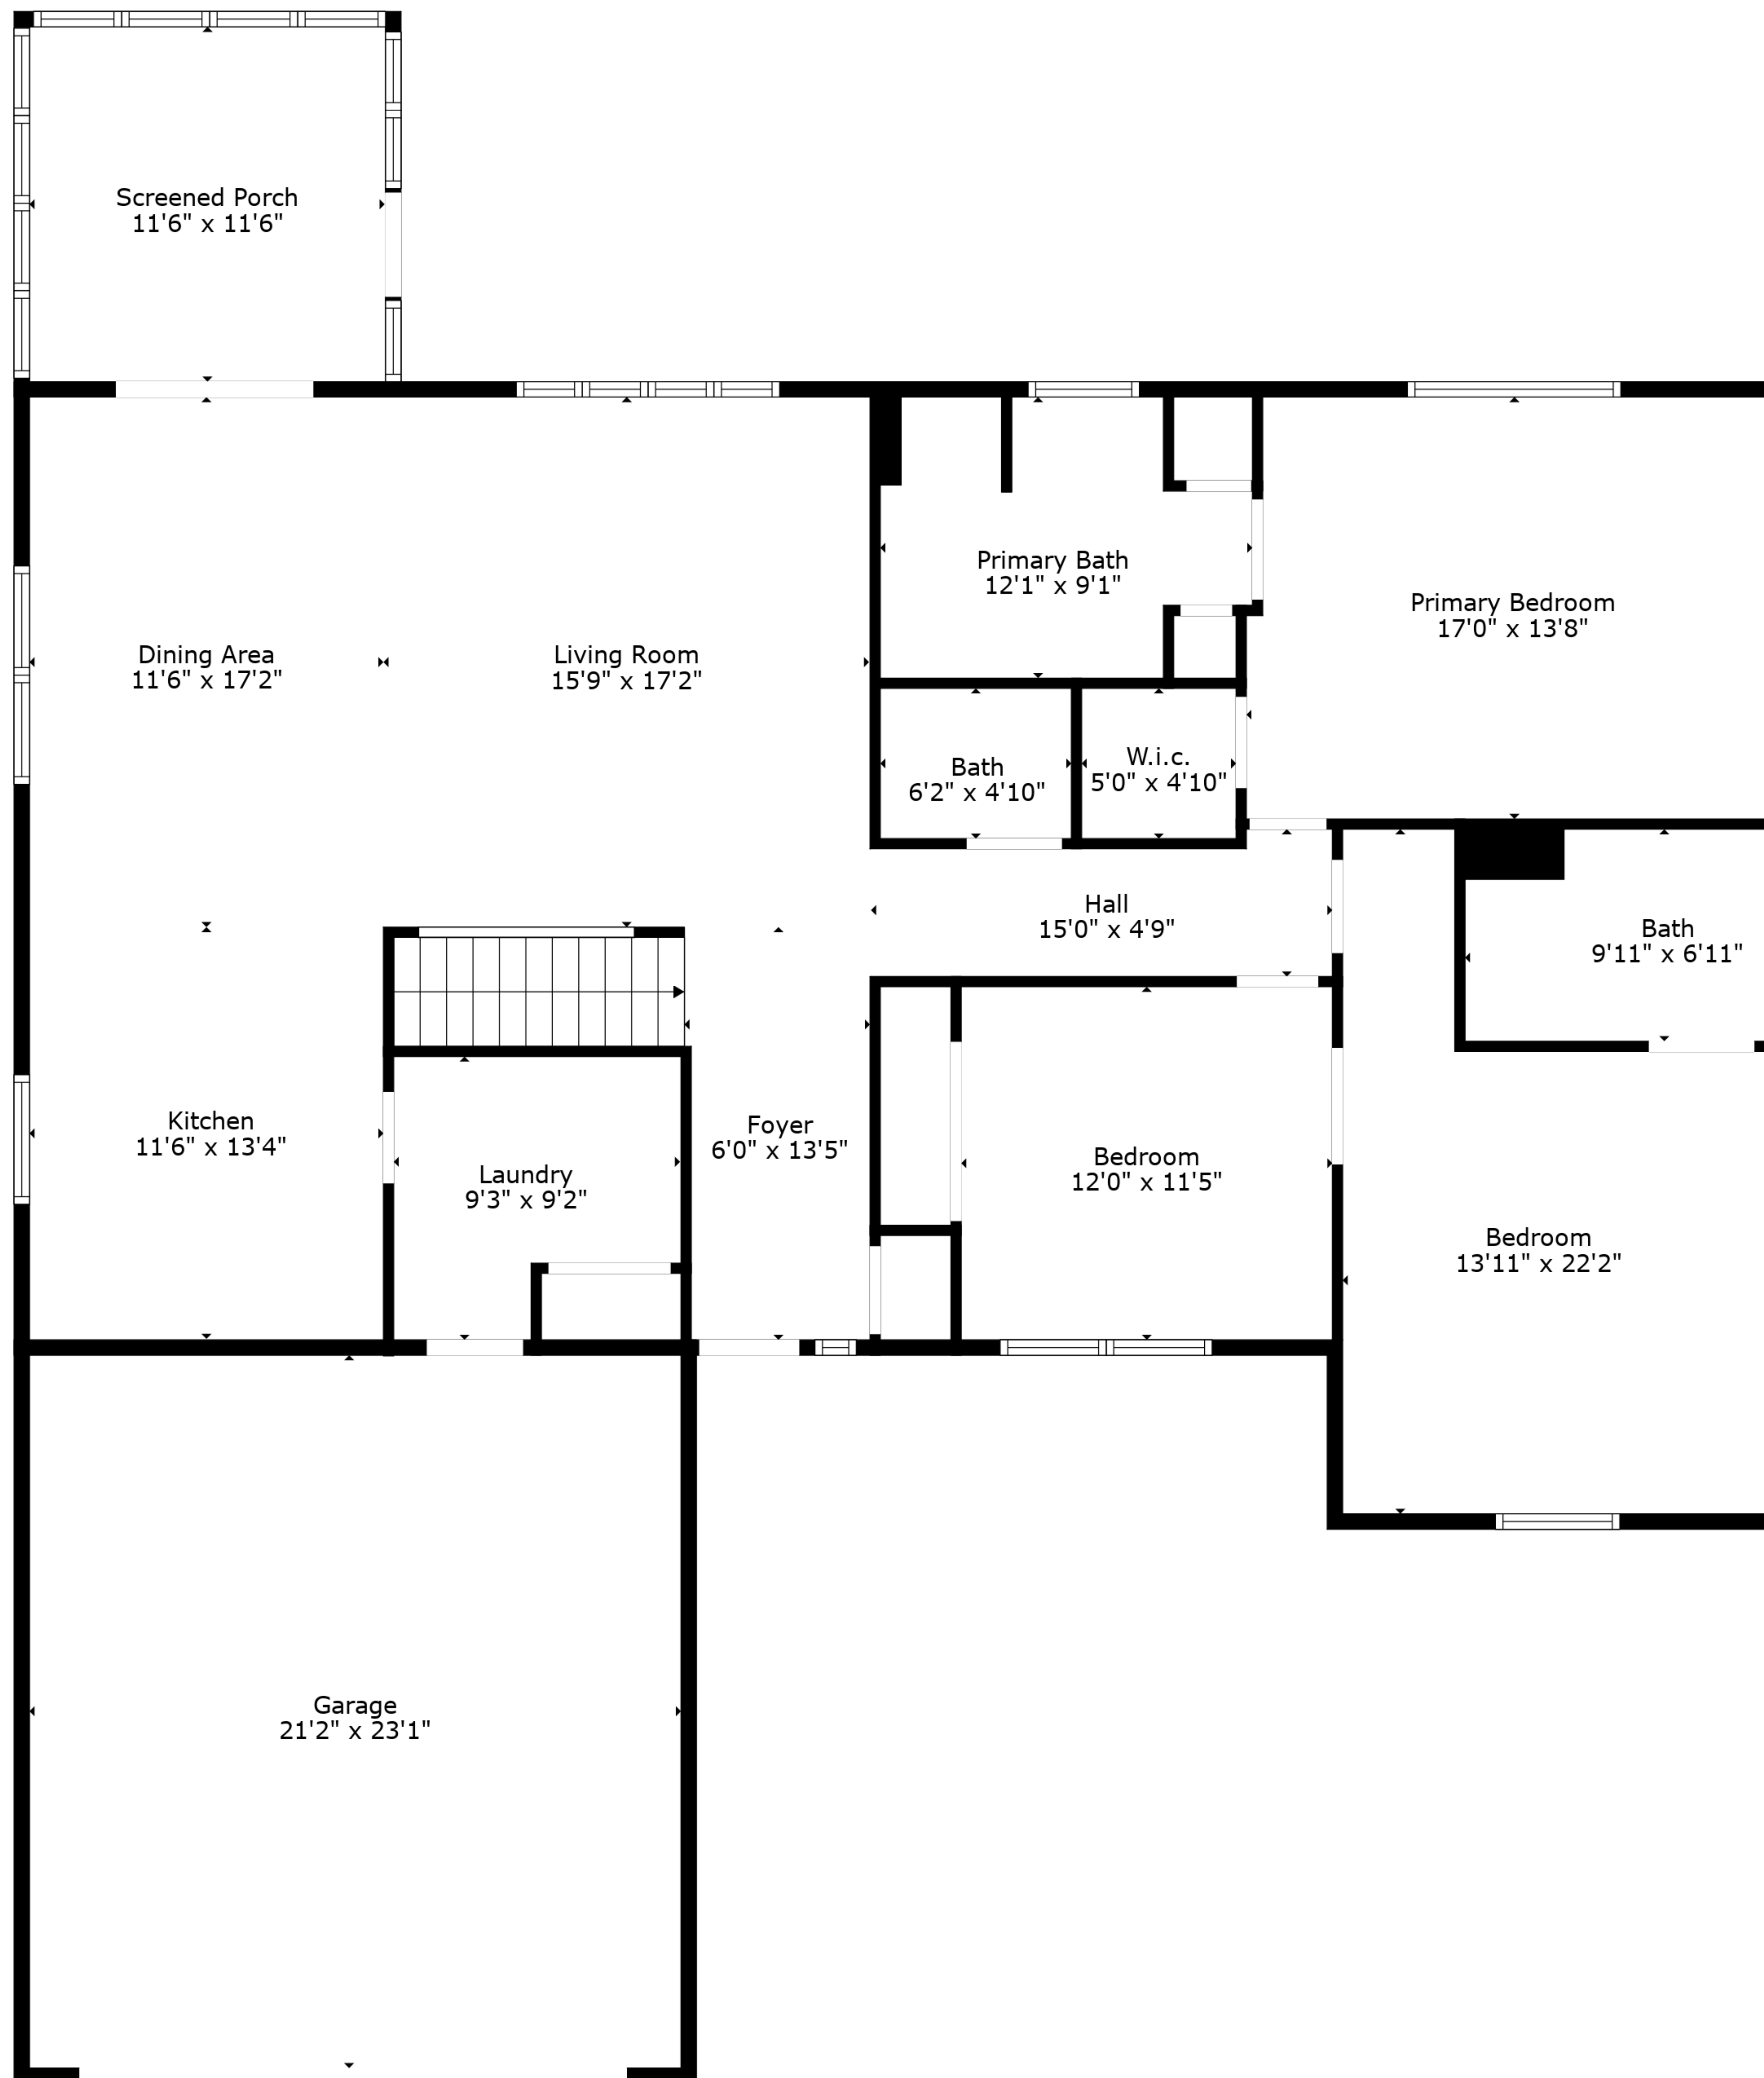 Screened Porch
11'6" x 11'6"
Primary Bath
12'1" x 9'1"
Primary Bedroom
17'0" x 13'8"
Dining Area
11'6" x 17'2"
Living Room
15'9" x 17'2"
Bath
6'2" x 4'10"
W.i.c.
5'0" x 4'10"
Hall
15'0" x 4'9"
Bath
9'11" x 6'11"
Kitchen
11'6" x 13'4"
Foyer
6'0" x 13'5"
Laundry
9'3" x 9'2"
Bedroom
12'0" x 11'5"
Bedroom
13'11" x 22'2"
Garage
21'2" x 23'1"